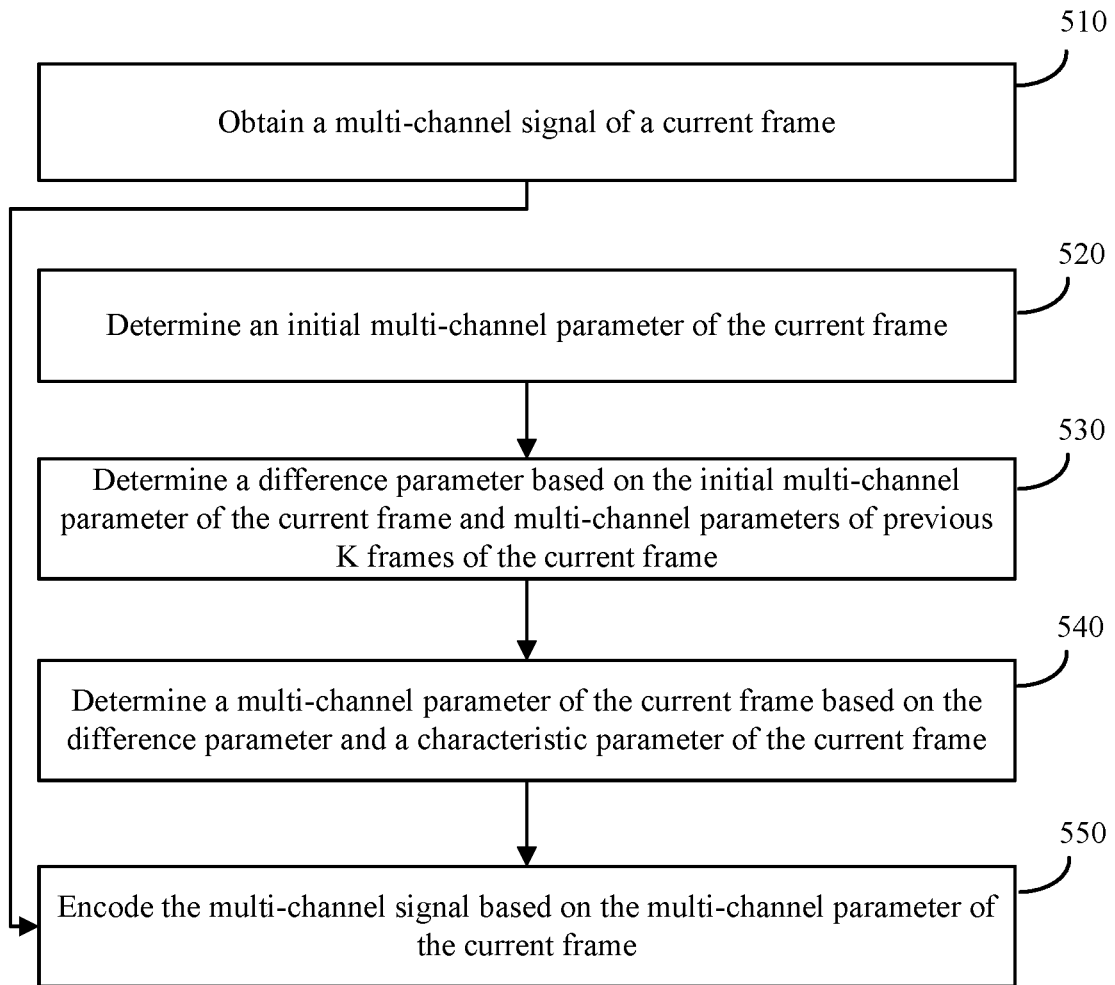 510
Obtain a multi-channel signal of a current frame
520
Determine an initial multi-channel parameter of the current frame
530
Determine a difference parameter based on the initial multi-channel
parameter of the current frame and multi-channel parameters of previous
K frames of the current frame
540
Determine a multi-channel parameter of the current frame based on the
difference parameter and a characteristic parameter of the current frame
550
Encode the multi-channel signal based on the multi-channel parameter of
the current frame